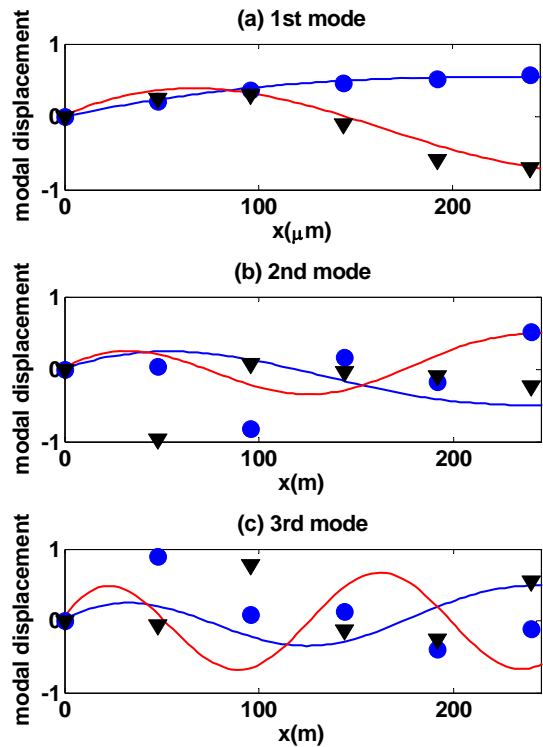 (a) 1st mode
modal displacement
1
0
-1
0
100
200
x(μm)
(b) 2nd mode
modal displacement
1
0
-1
0
100
200
x(m)
(c) 3rd mode
modal displacement
1
0
-1
0
100
200
x(m)